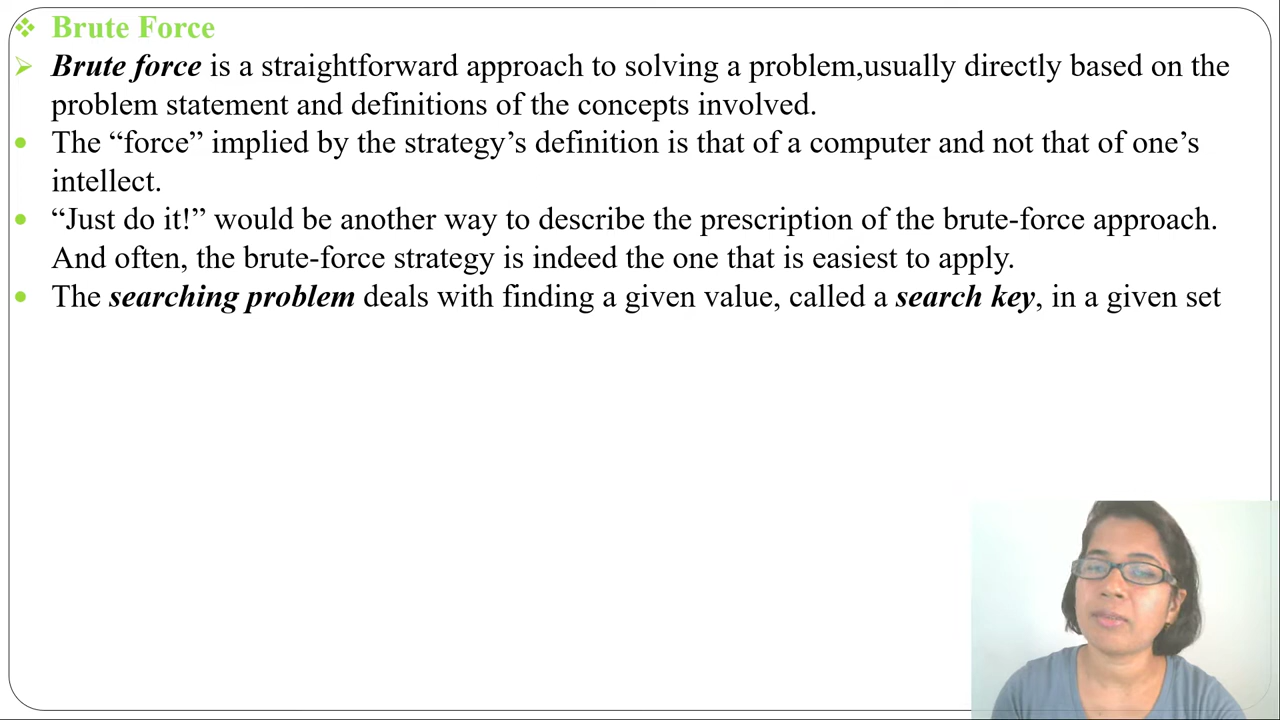 Brute Force
Brute force is a straightforward approach to solving a problem,usually directly based on the
problem statement and definitions of the concepts involved.
The “force” implied by the strategy’s definition is that of a computer and not that of one’s
intellect.
“Just do it!” would be another way to describe the prescription of the brute-force approach.
And often, the brute-force strategy is indeed the one that is easiest to apply.
The searching problem deals with finding a given value, called a search key, in a given set